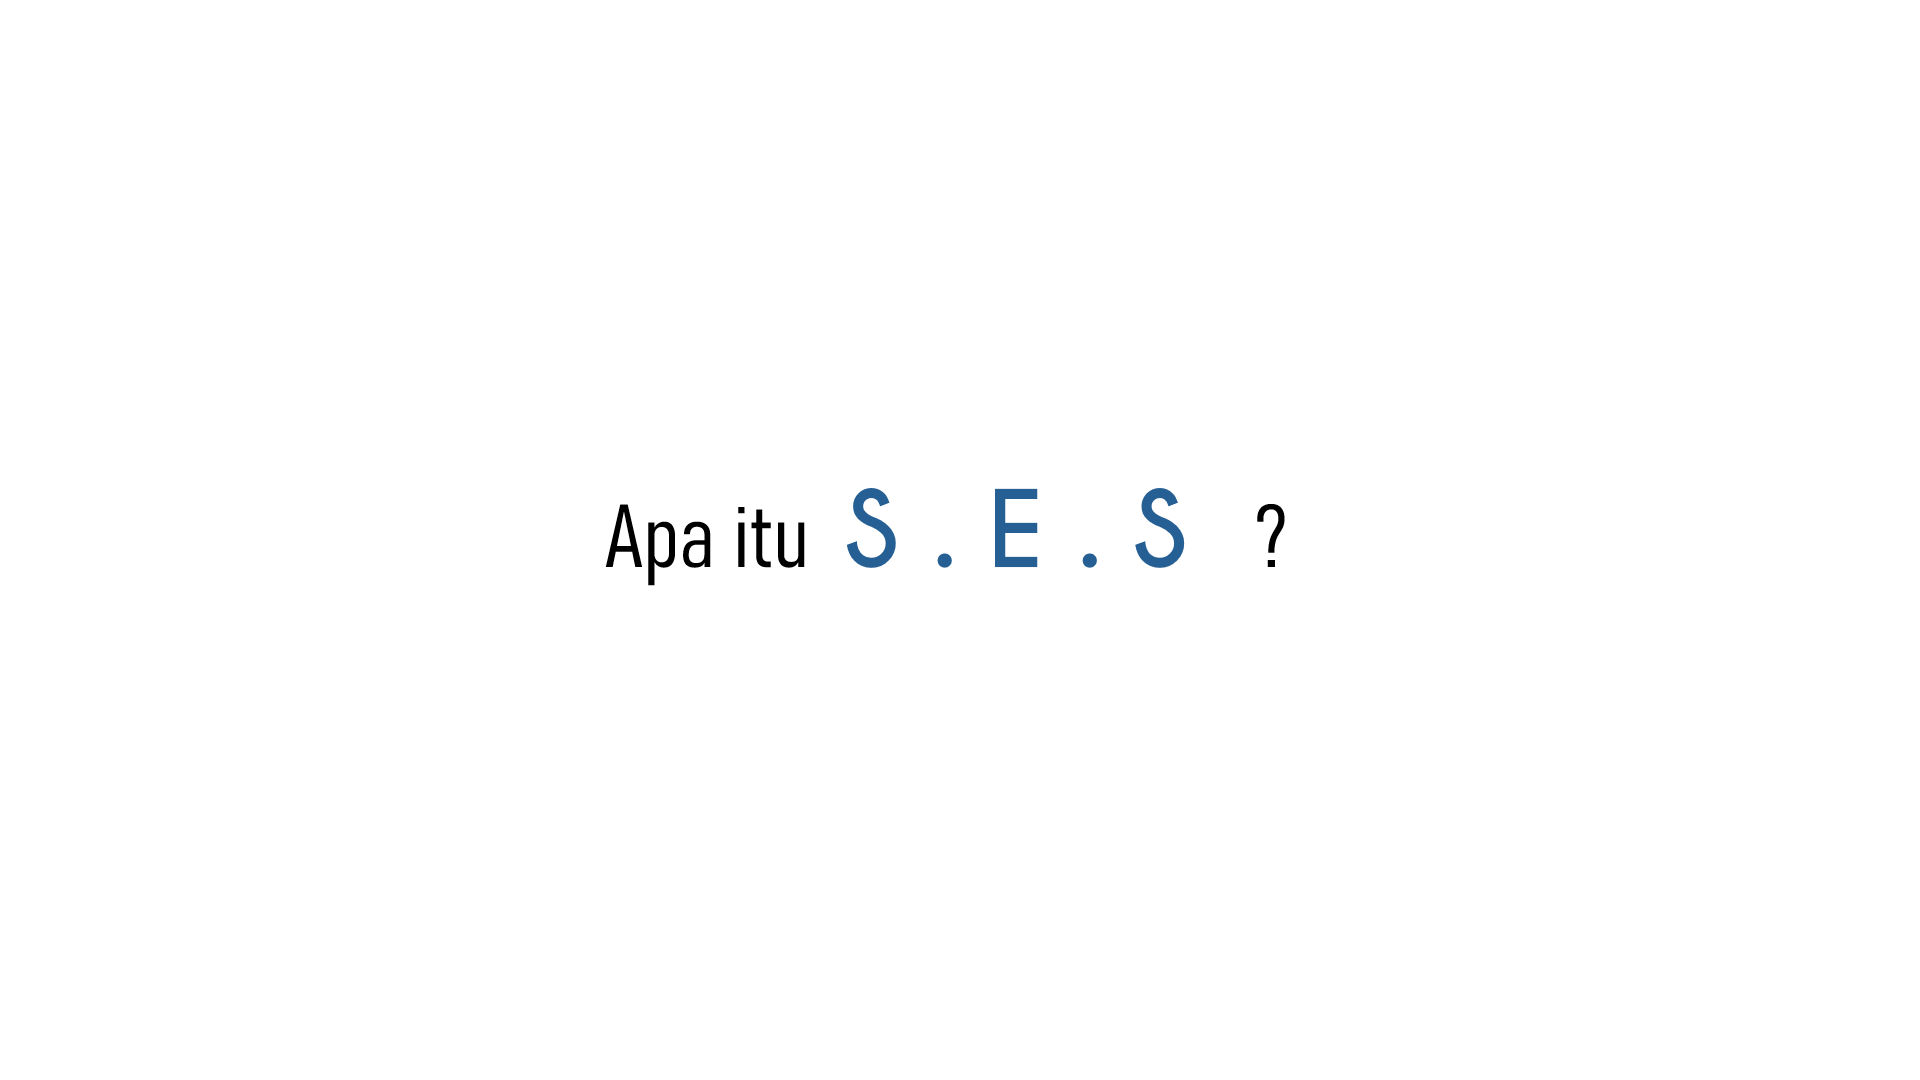 Apa itu S . E . S ?